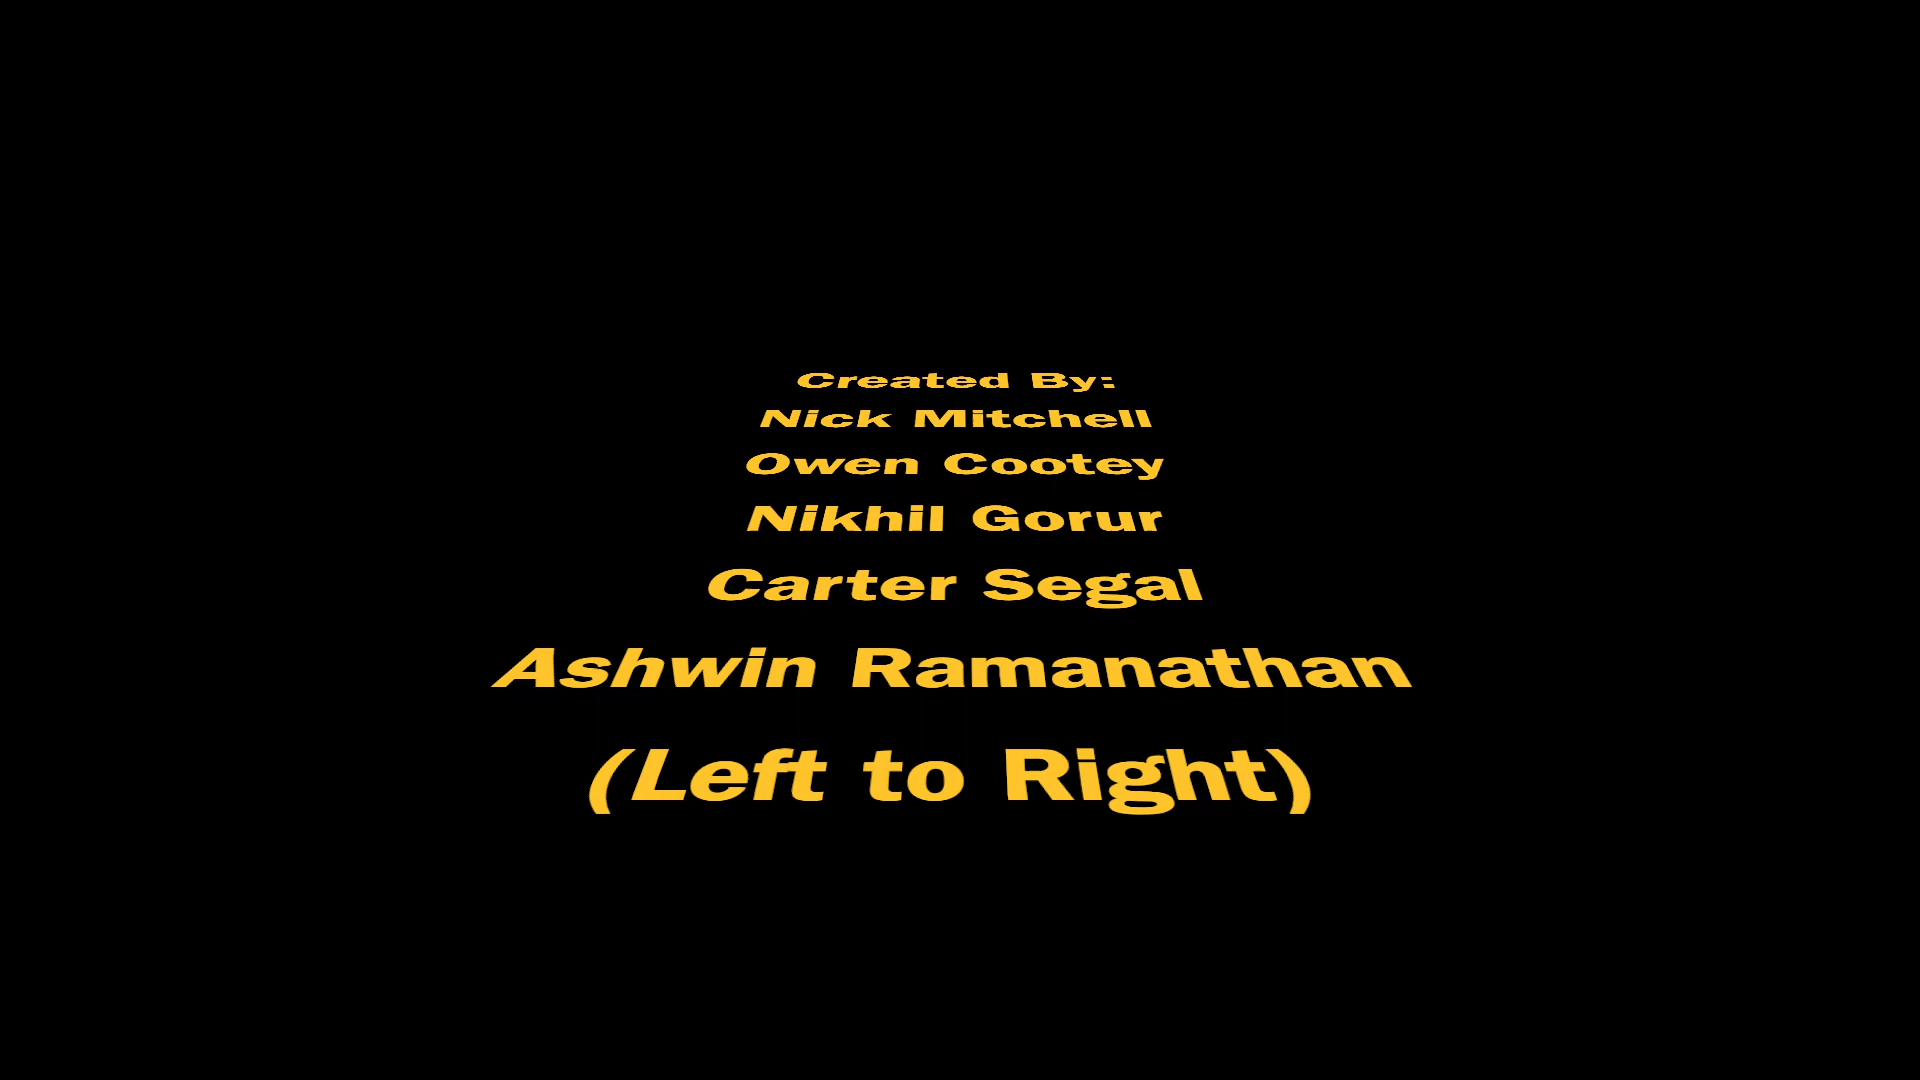 Created By:
Nick Mitchell
Owen Cootey
Nikhil Gorur
Carter Segal
Ashwin Ramanathan
(Left to Right)